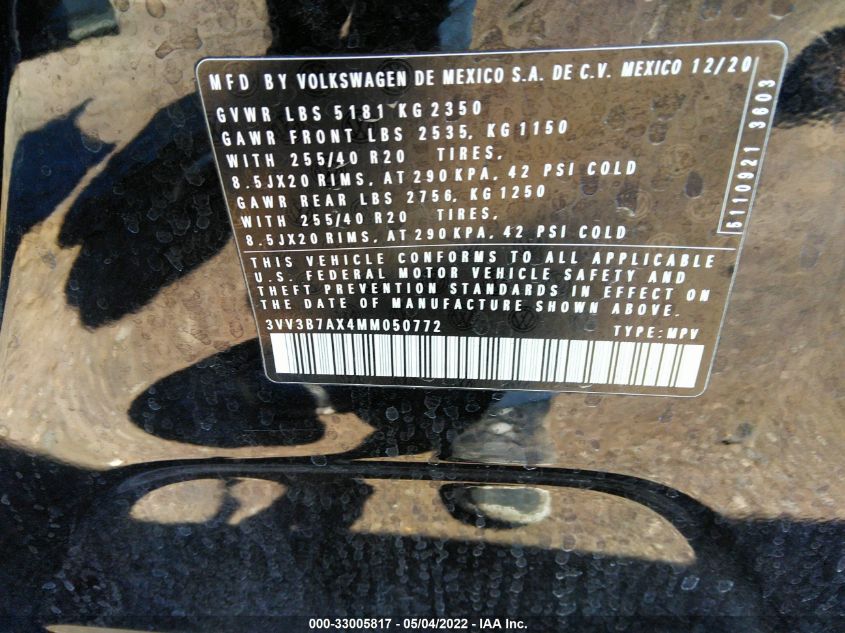 MFD BY VOLKSWAGEN DE MEXICO S.A. DE C.V. MEXICO 12/20
GVWR LBS 5181 KG 2350
GAWR FRONT LBS 2535, KG 1150
WITH 255/40 R20 TIRES,
8.5JX20 RIMS, AT 290 KPA, 42 PSI COLD
GAWR REAR LBS 2756, KG 1250
WITH 255/40 R20 TIRES,
8.5JX20 RIMS, AT 290 KPA, 42 PSI COLD
6110921 3603
THIS VEHICLE CONFORMS TO ALL APPLICABLE
U.S. FEDERAL MOTOR VEHICLE SAFETY AND
THEFT PREVENTION STANDARDS IN EFFECT ON
THE DATE OF MANUFACTURE SHOWN ABOVE.
3VV3B7AX4MM050772 TYPE: MPV
000-33005817 - 05/04/2022 - IAA Inc.